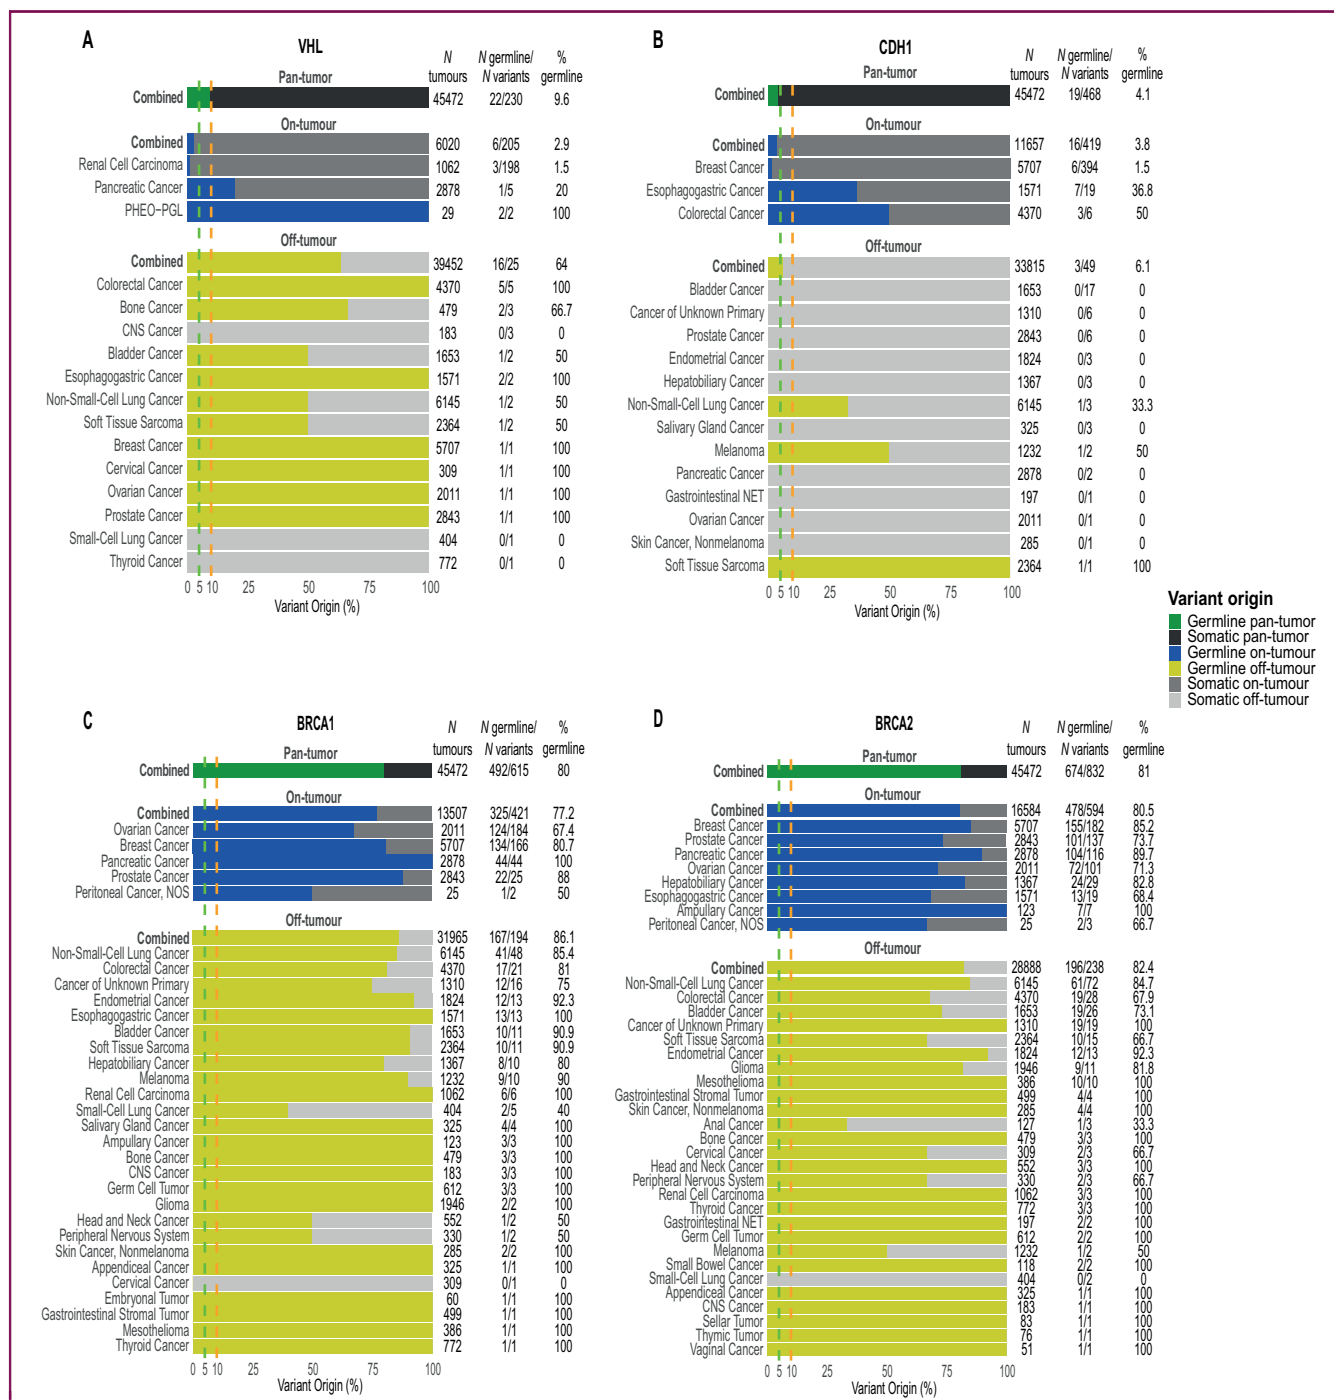 A
VHL
N tumours
N germline/ N variants
% germline
Pan-tumor
Combined 45472 22/230 9.6
On-tumour
Combined 6020 6/205 2.9
Renal Cell Carcinoma 1062 3/198 1.5
Pancreatic Cancer 2878 1/5 20
PHEO-PGL 29 2/2 100
Off-tumour
Combined 39452 16/25 64
Colorectal Cancer 4370 5/5 100
Bone Cancer 479 2/3 66.7
CNS Cancer 183 0/3 0
Bladder Cancer 1653 1/2 50
Esophagogastric Cancer 1571 2/2 100
Non-Small-Cell Lung Cancer 6145 1/2 50
Soft Tissue Sarcoma 2364 1/2 50
Breast Cancer 5707 1/1 100
Cervical Cancer 309 1/1 100
Ovarian Cancer 2011 1/1 100
Prostate Cancer 2843 1/1 100
Small-Cell Lung Cancer 404 0/1 0
Thyroid Cancer 772 0/1 0
0 5 10 50 75 100
Variant Origin (%)
B
CDH1
N tumours
N germline/ N variants
% germline
Pan-tumor
Combined 45472 19/468 4.1
On-tumour
Combined 11657 16/419 3.8
Breast Cancer 5707 6/394 1.5
Esophagogastric Cancer 1571 7/19 36.8
Colorectal Cancer 4370 3/6 50
Off-tumour
Combined 33815 3/49 6.1
Bladder Cancer 1653 0/17 0
Cancer of Unknown Primary 1310 0/6 0
Prostate Cancer 2843 0/6 0
Endometrial Cancer 1824 0/3 0
Hepatobiliary Cancer 1367 0/3 0
Non-Small-Cell Lung Cancer 6145 1/3 33.3
Salivary Gland Cancer 325 0/3 0
Melanoma 1232 1/2 50
Pancreatic Cancer 2878 0/2 0
Gastrointestinal NET 197 0/1 0
Ovarian Cancer 2011 0/1 0
Skin Cancer, Nonmelanoma 285 0/1 0
Soft Tissue Sarcoma 2364 1/1 100
0 5 10 25 50 75 100
Variant Origin (%)
Variant origin
Germline pan-tumor
Somatic pan-tumor
Germline on-tumour
Germline off-tumour
Somatic on-tumour
Somatic off-tumour
C
BRCA1
N tumours
N germline/ N variants
% germline
Pan-tumor
Combined 45472 492/615 80
On-tumour
Combined 13507 325/421 77.2
Ovarian Cancer 2011 124/184 67.4
Breast Cancer 5707 134/166 80.7
Pancreatic Cancer 2878 44/44 100
Prostate Cancer 2843 22/25 88
Peritoneal Cancer, NOS 25 1/2 50
Off-tumour
Combined 31965 167/194 86.1
Non-Small-Cell Lung Cancer 6145 41/48 85.4
Colorectal Cancer 4370 17/21 81
Cancer of Unknown Primary 1310 12/16 75
Endometrial Cancer 1824 12/13 92.3
Esophagogastric Cancer 1571 13/13 100
Bladder Cancer 1653 10/11 90.9
Soft Tissue Sarcoma 2364 10/11 90.9
Hepatobiliary Cancer 1367 8/10 80
Melanoma 1232 9/10 90
Renal Cell Carcinoma 1062 6/6 100
Small-Cell Lung Cancer 404 2/5 40
Salivary Gland Cancer 325 4/4 100
Ampullary Cancer 123 3/3 100
Bone Cancer 479 3/3 100
CNS Cancer 183 3/3 100
Germ Cell Tumor 612 3/3 100
Glioma 1946 2/2 100
Head and Neck Cancer 552 1/2 50
Peripheral Nervous System 330 1/2 50
Skin Cancer, Nonmelanoma 285 2/2 100
Appendiceal Cancer 325 1/1 100
Cervical Cancer 309 0/1 0
Embryonal Tumor 60 1/1 100
Gastrointestinal Stromal Tumor 499 1/1 100
Mesothelioma 386 1/1 100
Thyroid Cancer 772 1/1 100
0 5 10 50 75 100
Variant Origin (%)
D
BRCA2
N tumours
N germline/ N variants
% germline
Pan-tumor
Combined 45472 674/832 81
On-tumour
Combined 16584 478/594 80.5
Breast Cancer 5707 155/182 85.2
Prostate Cancer 2843 101/137 73.7
Pancreatic Cancer 2878 104/116 89.7
Ovarian Cancer 2011 72/101 71.3
Hepatobiliary Cancer 1367 24/29 82.8
Esophagogastric Cancer 1571 13/19 68.4
Ampullary Cancer 123 7/7 100
Peritoneal Cancer, NOS 25 2/3 66.7
Off-tumour
Combined 28888 196/238 82.4
Non-Small-Cell Lung Cancer 6145 61/72 84.7
Colorectal Cancer 4370 19/28 67.9
Bladder Cancer 1653 19/26 73.1
Cancer of Unknown Primary 1310 19/19 100
Soft Tissue Sarcoma 2364 10/15 66.7
Endometrial Cancer 1824 12/13 92.3
Glioma 1946 9/11 81.8
Mesothelioma 386 10/10 100
Gastrointestinal Stromal Tumor 499 4/4 100
Skin Cancer, Nonmelanoma 285 4/4 100
Anal Cancer 127 1/3 33.3
Bone Cancer 479 3/3 100
Cervical Cancer 309 2/3 66.7
Head and Neck Cancer 552 3/3 100
Peripheral Nervous System 330 2/3 66.7
Renal Cell Carcinoma 1062 3/3 100
Thyroid Cancer 772 3/3 100
Gastrointestinal NET 197 2/2 100
Germ Cell Tumor 612 2/2 100
Melanoma 1232 1/2 50
Small Bowel Cancer 118 2/2 100
Small-Cell Lung Cancer 404 0/2 0
Appendiceal Cancer 325 1/1 100
CNS Cancer 183 1/1 100
Sellar Tumor 83 1/1 100
Thymic Tumor 76 1/1 100
Vaginal Cancer 51 1/1 100
0 5 10 25 50 75 100
Variant Origin (%)